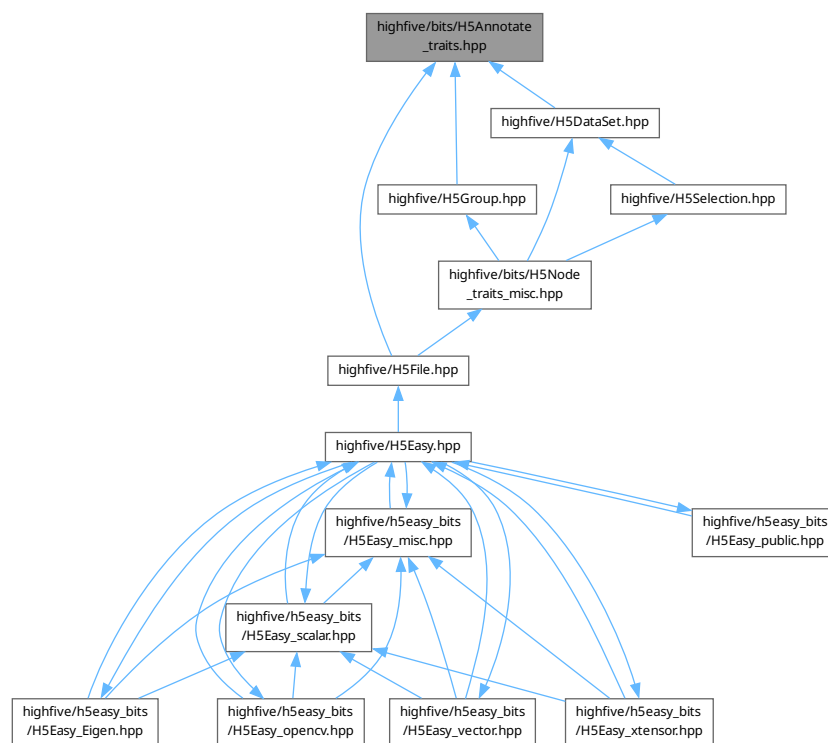 highfive/bits/H5Annotate
_traits.hpp
highfive/H5DataSet.hpp
highfive/H5Group.hpp
highfive/H5Selection.hpp
highfive/bits/H5Node
_traits_misc.hpp
highfive/H5File.hpp
highfive/H5Easy.hpp
highfive/h5easy_bits
/H5Easy_misc.hpp
highfive/h5easy_bits
/H5Easy_public.hpp
highfive/h5easy_bits
/H5Easy_scalar.hpp
highfive/h5easy_bits
/H5Easy_Eigen.hpp
highfive/h5easy_bits
/H5Easy_opencv.hpp
highfive/h5easy_bits
/H5Easy_vector.hpp
highfive/h5easy_bits
/H5Easy_xtensor.hpp